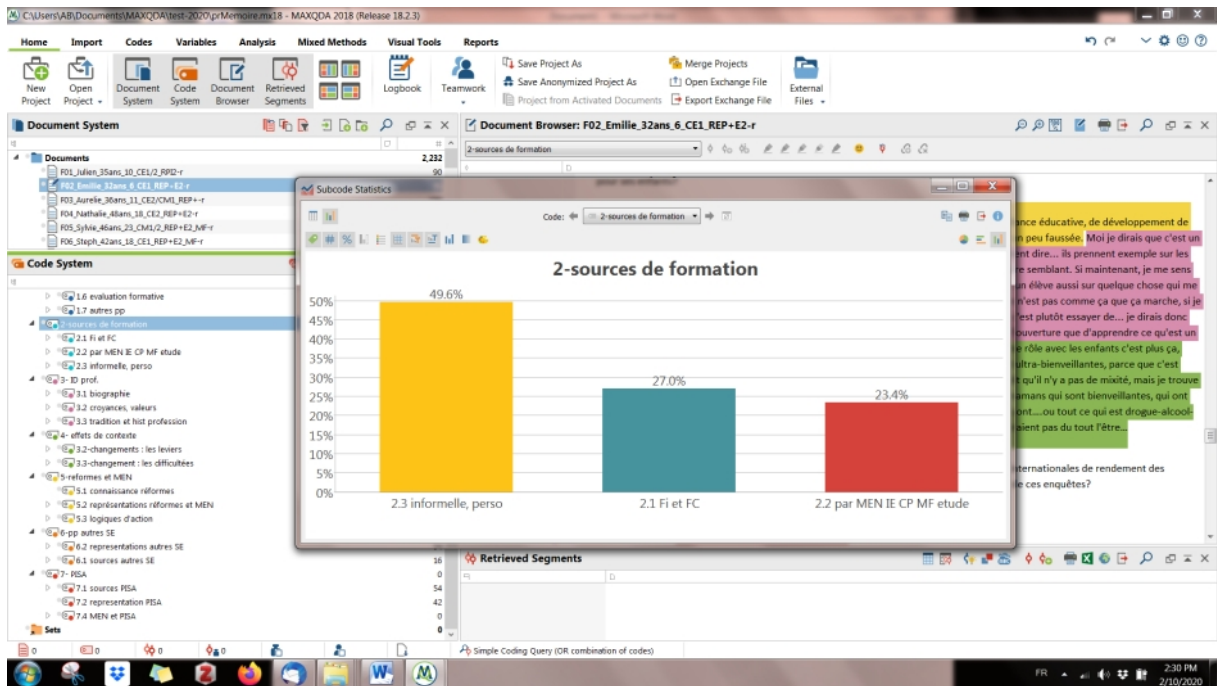 C:\Users\AB\Documents\MAXQDA\test-2020\prMemoire.mx18 - MAXQDA 2018 (Release 18.2.3)
Home Import Codes Variables Analysis Mixed Methods Visual Tools Reports
New Project
Open Project
Document System
Code System
Document Browser
Retrieved Segments
Logbook
Teamwork
Save Project As
Save Anonymized Project As
Project from Activated Documents
Merge Projects
Open Exchange File
Export Exchange File
External Files
Document System
Documents 2,232
F01_Julien_35ans_10_CE1/2_RPI2-r 90
F02_Emilie_32ans_6_CE1_REP+E2-r
F03_Aurelie_36ans_11_CE2/CM1_REP+-r
F04_Nathalie_48ans_18_CE2_REP+E2-r
F05_Sylvie_46ans_23_CM1/2_REP+E2_MF-r
F06_Steph_42ans_18_CE1_REP+E2_MF-r
Code System
1.6 evaluation formative
1.7 autres pp
2-sources de formation
2.1 Fi et FC
2.2 par MEN IE CP MF etude
2.3 informelle, perso
3- ID prof.
3.1 biographie
3.2 croyances, valeurs
3.3 tradition et hist profession
4- effets de contexte
3.2-changements : les leviers
3.3-changement : les difficultées
5-reformes et MEN
5.1 connaissance réformes
5.2 représentations réformes et MEN
5.3 logiques d'action
6-pp autres SE
6.2 representations autres SE
6.1 sources autres SE 16
7- PISA 0
7.1 sources PISA 54
7.2 representation PISA 42
7.4 MEN et PISA 0
Sets 0
Document Browser: F02_Emilie_32ans_6_CE1_REP+E2-r
2-sources de formation
Subcode Statistics
Code: 2-sources de formation
2-sources de formation
50%
45%
40%
35%
30%
25%
20%
15%
10%
5%
0%
49.6%
27.0%
23.4%
2.3 informelle, perso 2.1 Fi et FC 2.2 par MEN IE CP MF etude
ance éducative, de développement de
n peu faussée. Moi je dirais que c'est un
ent dire... ils prennent exemple sur les
re semblant. Si maintenant, je me sens
un élève aussi sur quelque chose qui me
n'est pas comme ça que ça marche, si je
'est plutôt essayer de... je dirais donc
ouverture que d'apprendre ce qu'est un
e rôle avec les enfants c'est plus ça,
ultra-bienveillantes, parce que c'est
t qu'il n'y a pas de mixité, mais je trouve
amans qui sont bienveillantes, qui ont
ont....ou tout ce qui est drogue-alcool-
aient pas du tout l'être...
nternationales de rendement des
e ces enquêtes?
Retrieved Segments
0 0 0 0
Simple Coding Query (OR combination of codes)
FR
2:30 PM
2/10/2020